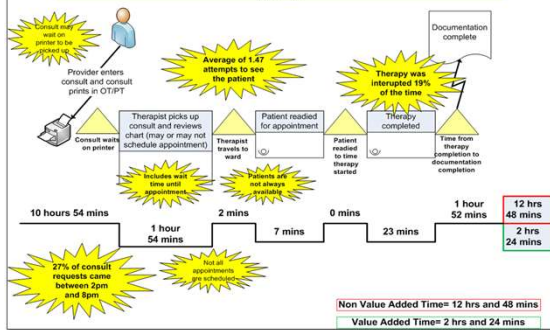 Consult may
wait on
printer to be
picked up
Provider enters
consult and consult
prints in OT/PT
Average of 1.47
attempts to see
the patient
Therapy was
interupted 19%
of the time
Documentation
complete
Consult waits
on printer
Therapist picks up
consult and reviews
chart (may or may not
schedule appointment)
Therapist
travels to
ward
Patient readied
for appointment
Patient
readied to time
therapy
started
Therapy
completed
Time from
therapy
completion to
documentation
completion
Includes wait
time until
appointment
Patients are
not always
available
10 hours 54 mins
1 hour
54 mins
2 mins
7 mins
0 mins
23 mins
1 hour
52 mins
12 hrs
48 mins
2 hrs
24 mins
27% of consult
requests came
between 2pm
and 8pm
Not all
appointments
are scheduled
Non Value Added Time= 12 hrs and 48 mins
Value Added Time= 2 hrs and 24 mins